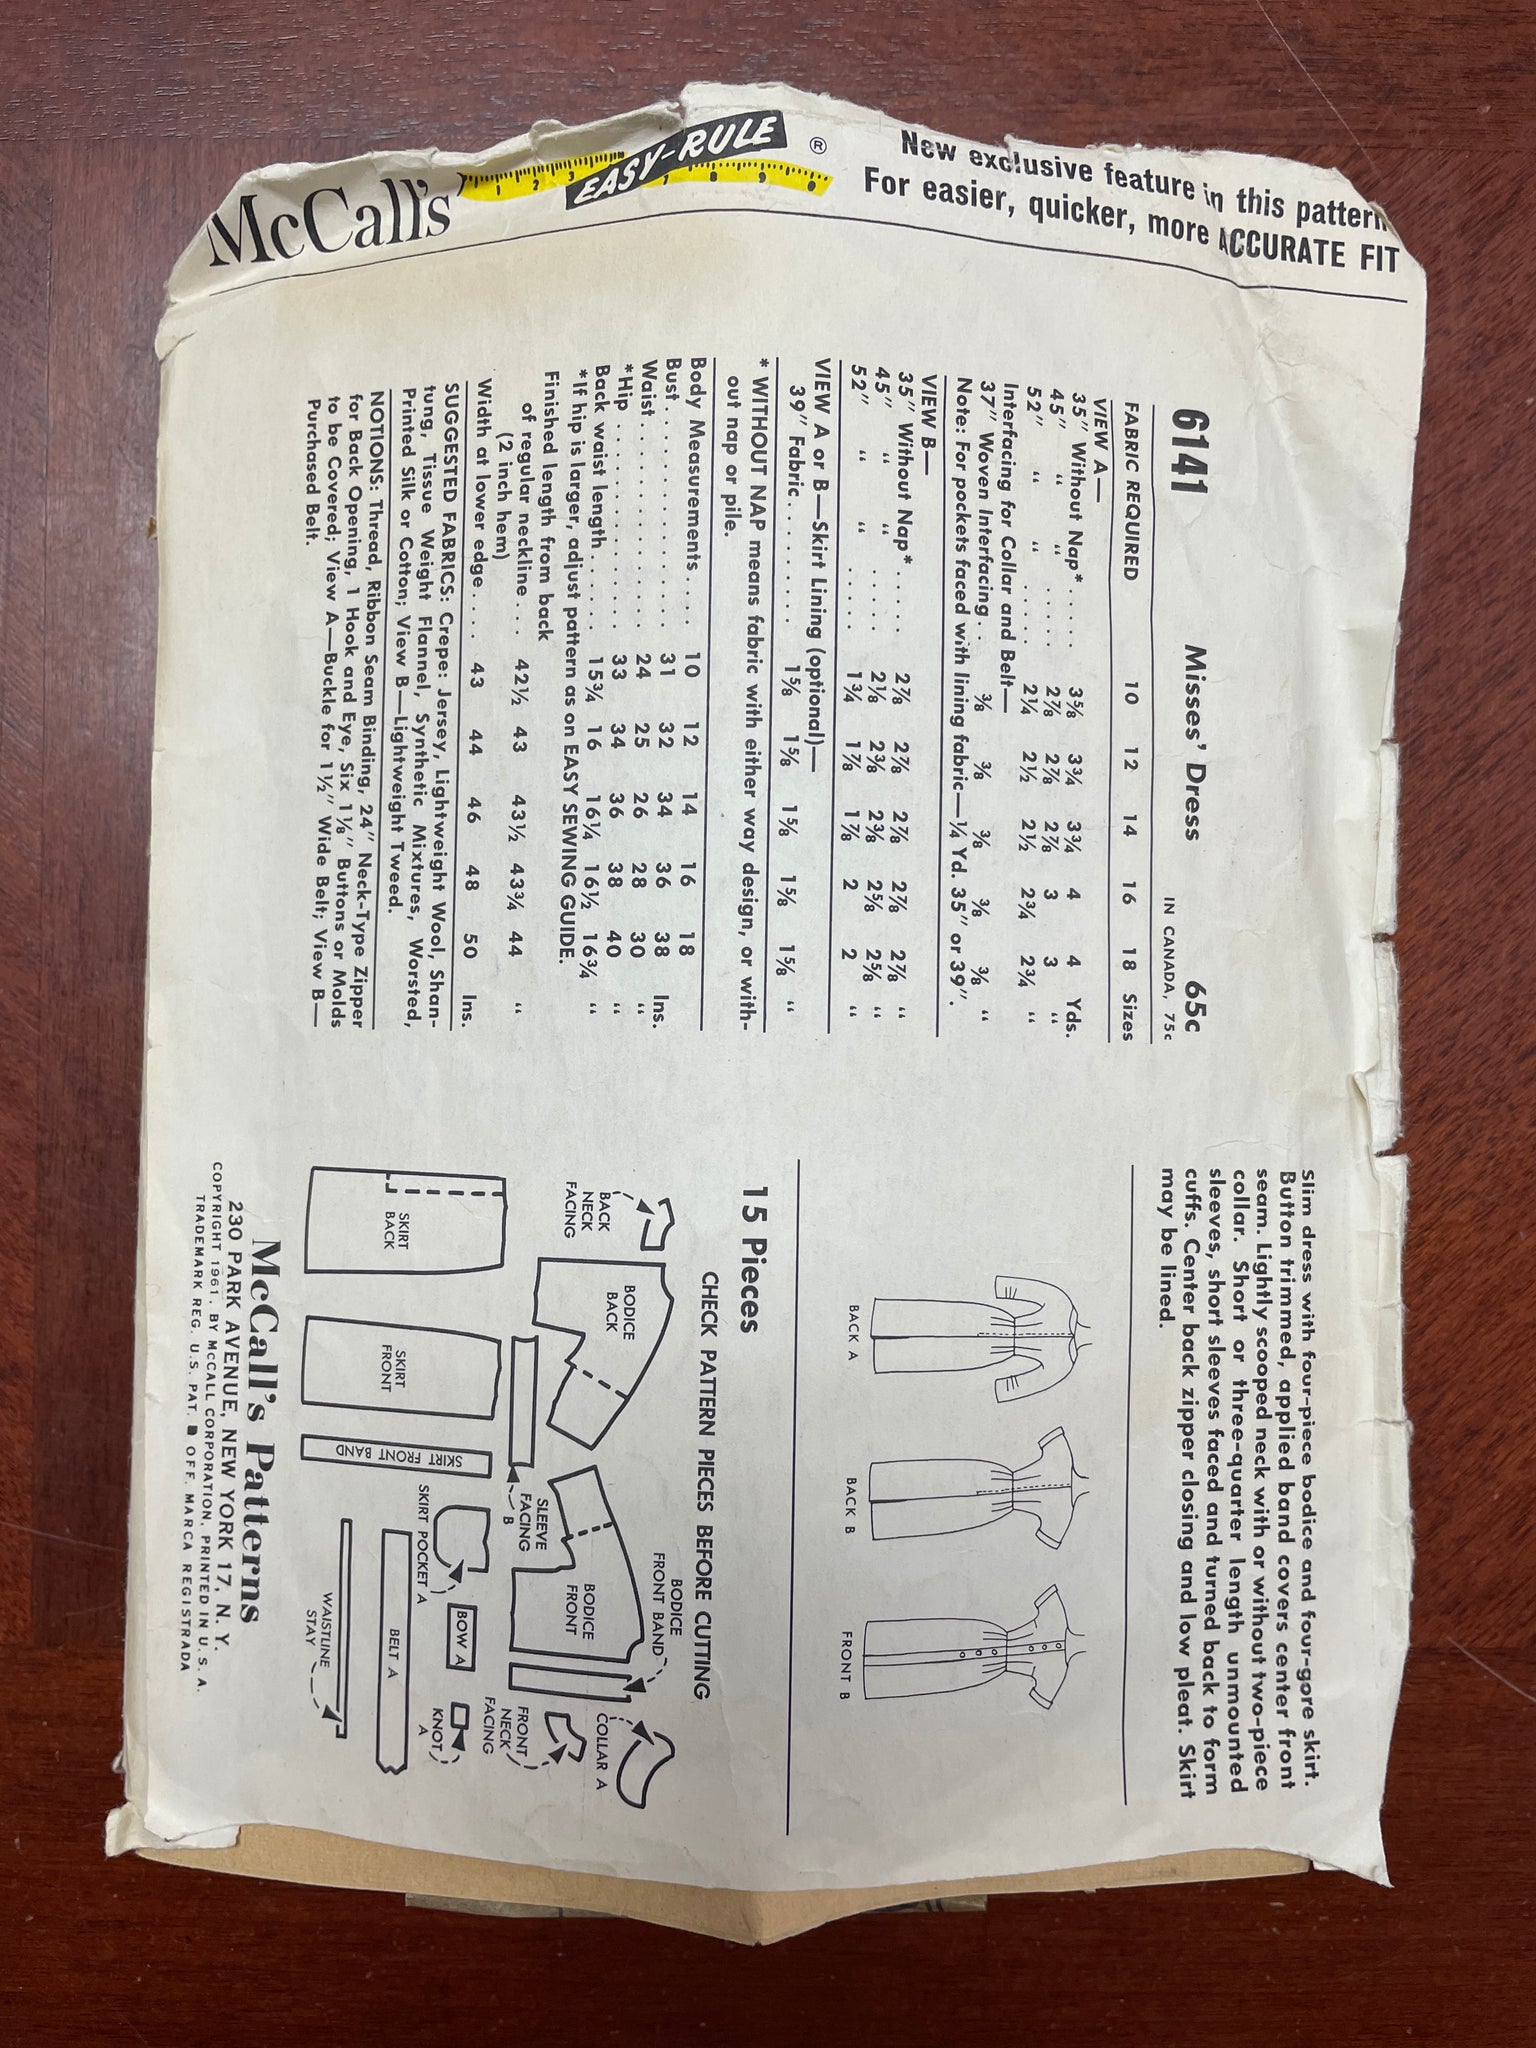 McCall's EASY-RULE ®
1 2 3 7 8 9
New exclusive feature in this pattern
For easier, quicker, more ACCURATE FIT
6141 Misses' Dress 65c
IN CANADA, 75c
FABRIC REQUIRED 10 12 14 16 18 Sizes
VIEW A—
35" Without Nap* ..... 3⅝ 3¾ 3¾ 4 4 Yds.
45" " " ..... 2⅞ 2⅞ 2⅞ 3 3 "
52" " " ..... 2¼ 2½ 2½ 2¾ 2¾ "
Interfacing for Collar and Belt—
37" Woven Interfacing .. ⅜ ⅜ ⅜ ⅜ ⅜ "
Note: For pockets faced with lining fabric—¼ Yd. 35" or 39".
VIEW B—
35" Without Nap* ..... 2⅞ 2⅞ 2⅞ 2⅞ 2⅞ "
45" " " ..... 2⅛ 2⅜ 2⅜ 2⅝ 2⅝ "
52" " " ..... 1¾ 1⅞ 1⅞ 2 2 "
VIEW A or B—Skirt Lining (optional)—
39" Fabric......... 1⅝ 1⅝ 1⅝ 1⅝ 1⅝ "
* WITHOUT NAP means fabric with either way design, or with-
out nap or pile.
Body Measurements .... 10 12 14 16 18
Bust................ 31 32 34 36 38 Ins.
Waist............... 24 25 26 28 30 "
*Hip ............... 33 34 36 38 40 "
Back waist length ...... 15¾ 16 16¼ 16½ 16¾ "
*If hip is larger, adjust pattern as on EASY SEWING GUIDE.
Finished length from back
of regular neckline ... 42½ 43 43½ 43¾ 44 "
(2 inch hem)
Width at lower edge.... 43 44 46 48 50 Ins.
SUGGESTED FABRICS: Crepe: Jersey, Lightweight Wool, Shan-
tung, Tissue Weight Flannel, Synthetic Mixtures, Worsted,
Printed Silk or Cotton; View B—Lightweight Tweed.
NOTIONS: Thread, Ribbon Seam Binding, 24" Neck-Type Zipper
for Back Opening, 1 Hook and Eye, Six 1⅛" Buttons or Molds
to be Covered; View A—Buckle for 1½" Wide Belt; View B—
Purchased Belt.
Slim dress with four-piece bodice and four-gore skirt.
Button trimmed, applied band covers center front
seam. Lightly scooped neck with or without two-piece
collar. Short or three-quarter length unmounted
sleeves, short sleeves faced and turned back to form
cuffs. Center back zipper closing and low pleat. Skirt
may be lined.
BACK A
BACK B
FRONT B
15 Pieces
CHECK PATTERN PIECES BEFORE CUTTING
BACK
NECK
FACING
BODICE
BACK
SLEEVE
FACING
B
BODICE
FRONT
BODICE
FRONT BAND
COLLAR A
FRONT
NECK
FACING
SKIRT
BACK
SKIRT
FRONT
SKIRT FRONT BAND
SKIRT POCKET A
BOW A
KNOT
A
BELT A
WAISTLINE
STAY
McCall's Patterns
230 PARK AVENUE, NEW YORK 17, N. Y.
COPYRIGHT 1961, BY McCALL CORPORATION, PRINTED IN U. S. A.
TRADEMARK REG. U.S. PAT. & OFF. MARCA REGISTRADA